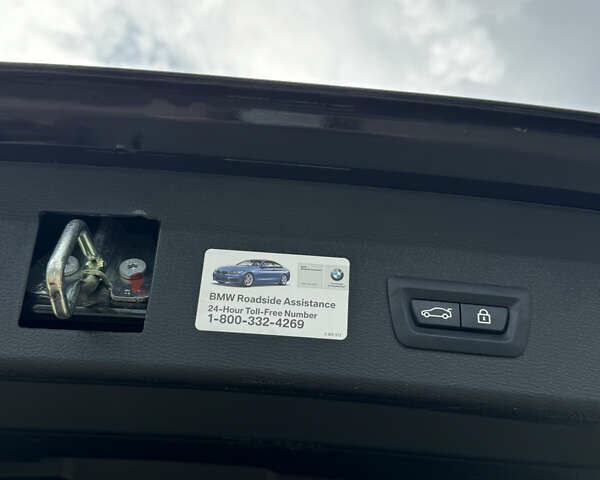 BMW Roadside Assistance
24-Hour Toll-Free Number
1-800-332-4269